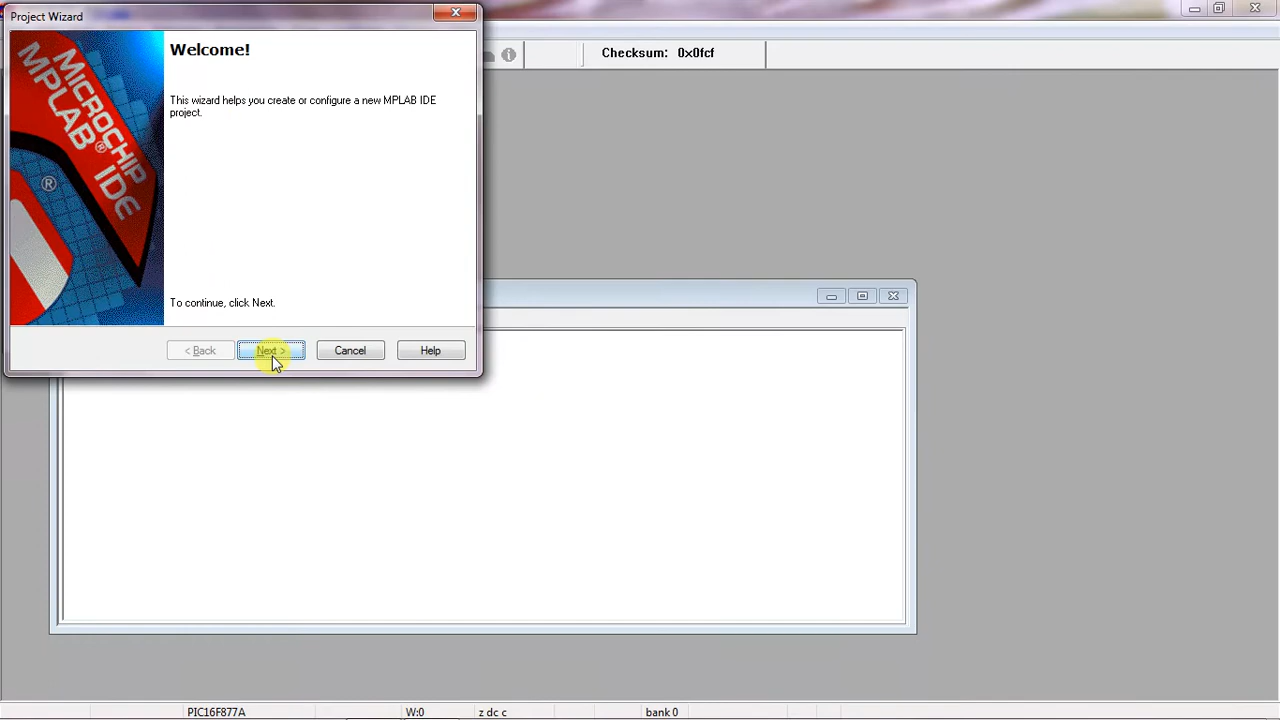 Project Wizard
Checksum: 0x0fcf
MICROCHIP
MPLAB® IDE
®
Welcome!
This wizard helps you create or configure a new MPLAB IDE
project.
To continue, click Next.
< Back
Next >
Cancel
Help
PIC16F877A
W:0
z dc c
bank 0